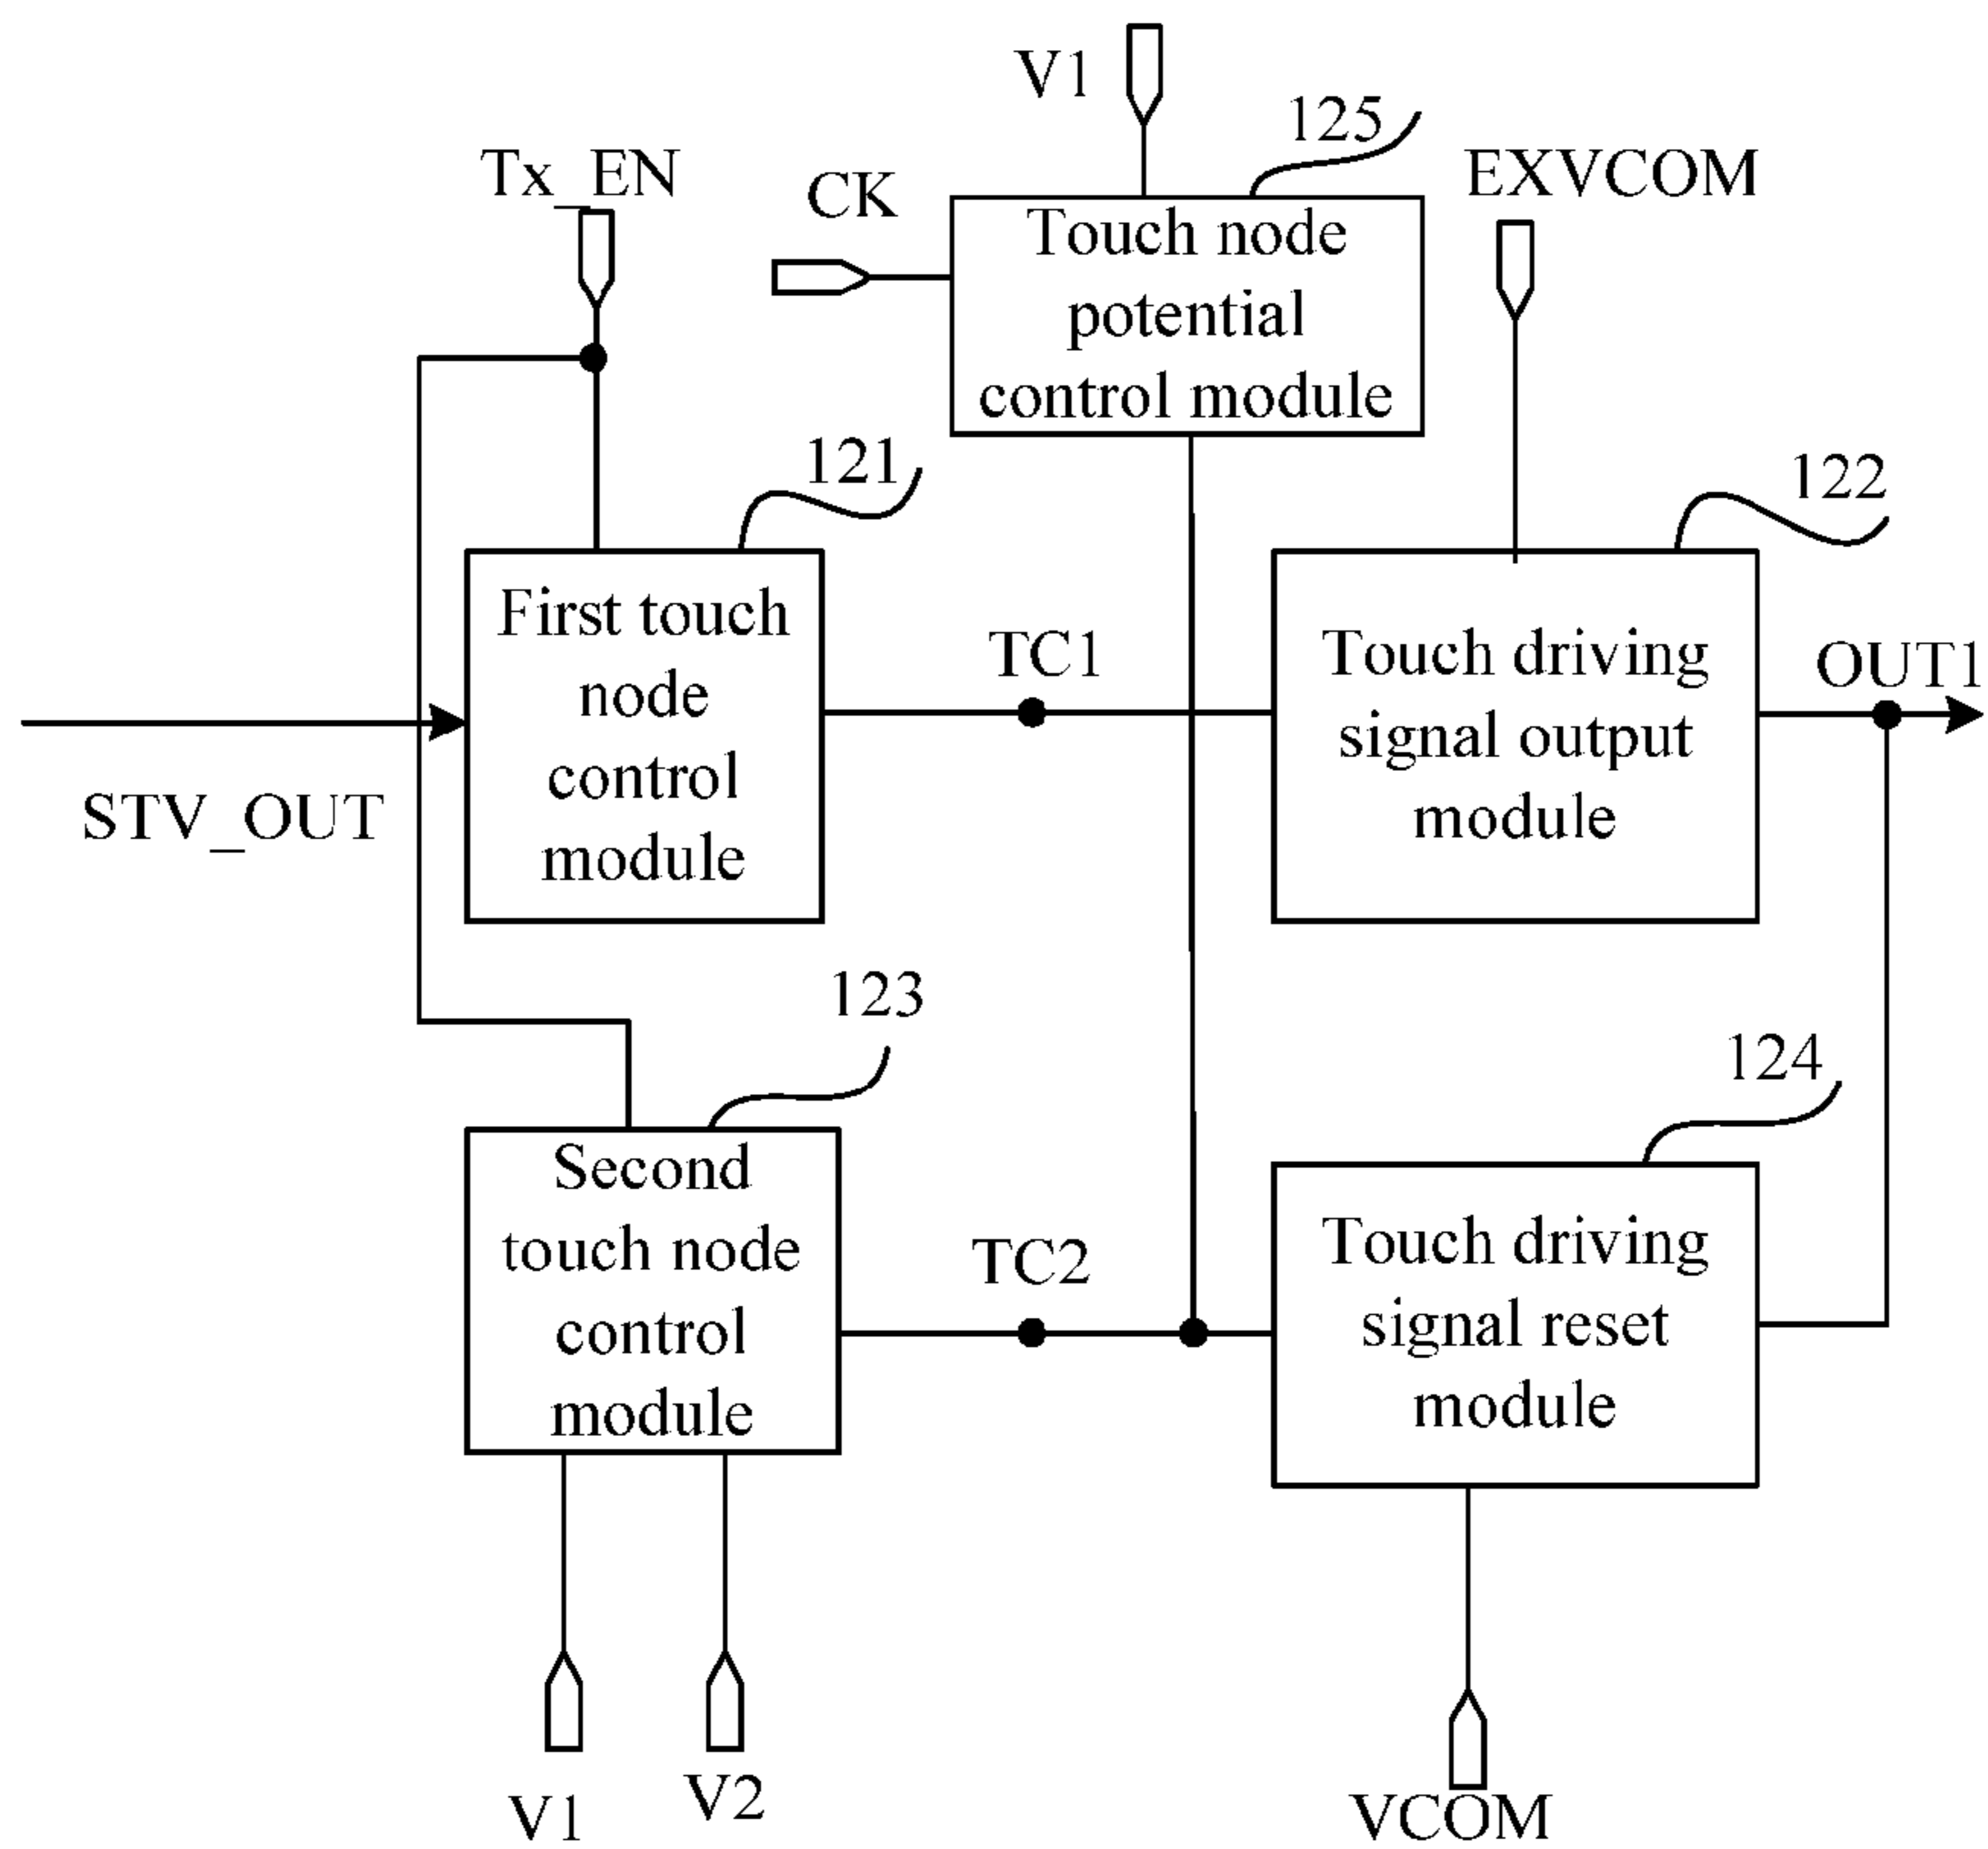 V1
125
Tx_EN
CK
EXVCOM
Touch node
potential
control module
121
122
First touch
node
control
module
TC1
Touch driving
signal output
module
OUT1
STV_OUT
123
124
Second
touch node
control
module
TC2
Touch driving
signal reset
module
V1
V2
VCOM